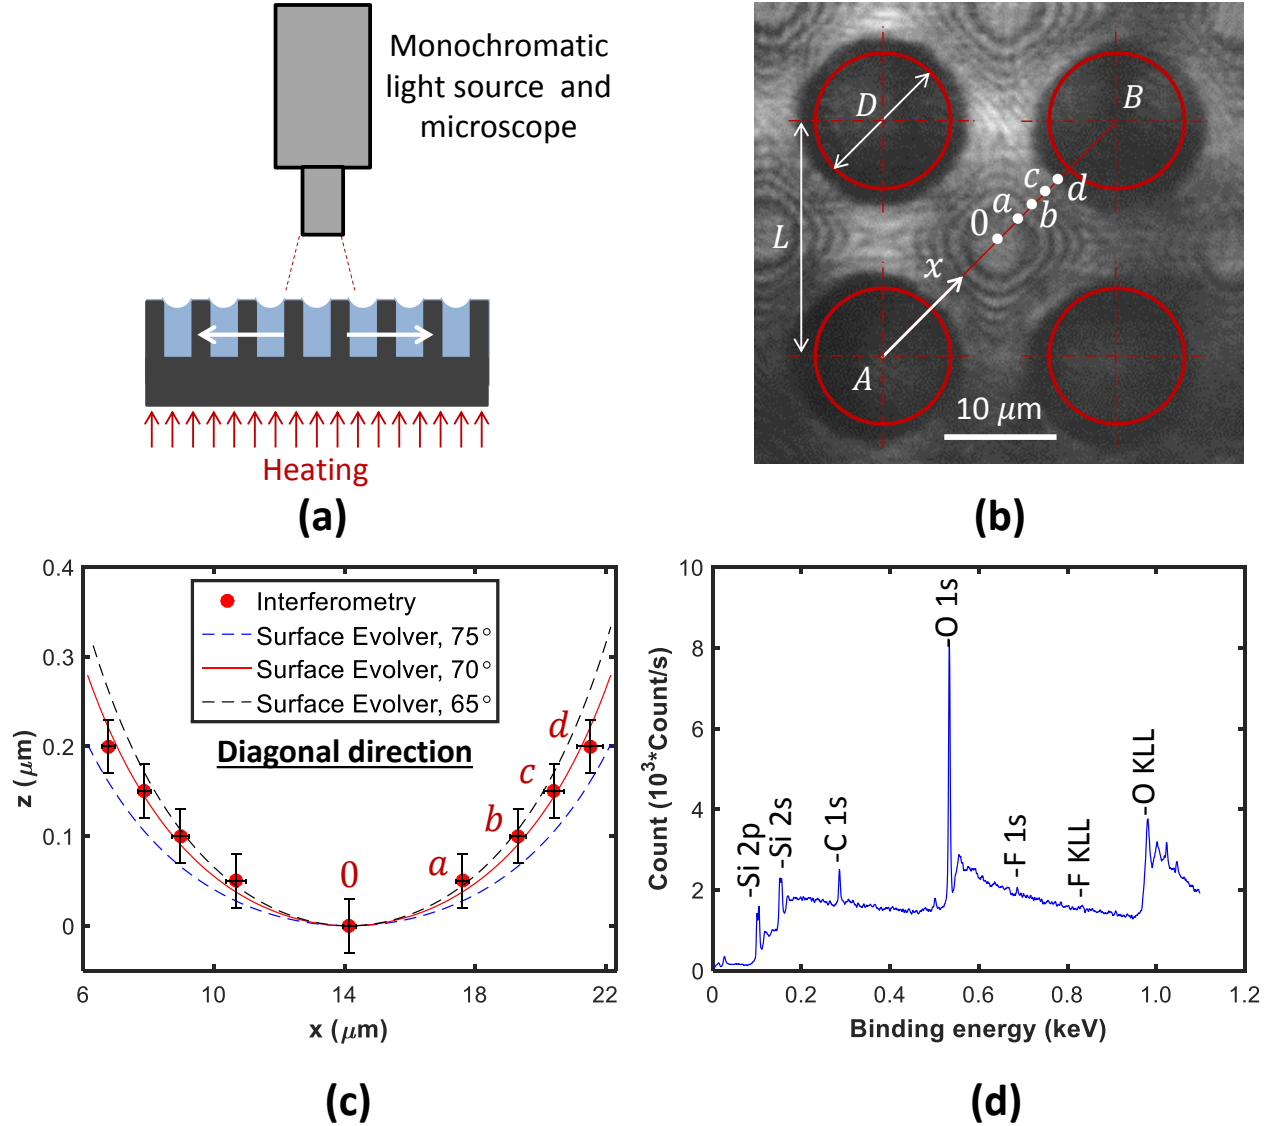 Monochromatic
light source and
microscope
Heating
(a)
D
B
L
c
d
a
b
0
x
A
10 μm
(b)
0.4
0.3
0.2
0.1
0
z (μm)
Interferometry
Surface Evolver, 75°
Surface Evolver, 70°
Surface Evolver, 65°
Diagonal direction
d
c
b
a
0
6
10
14
18
22
x (μm)
(c)
10
8
6
4
2
0
Count (10³*Count/s)
-Si 2p
-Si 2s
-C 1s
-O 1s
-F 1s
-F KLL
-O KLL
0
0.2
0.4
0.6
0.8
1.0
1.2
Binding energy (keV)
(d)